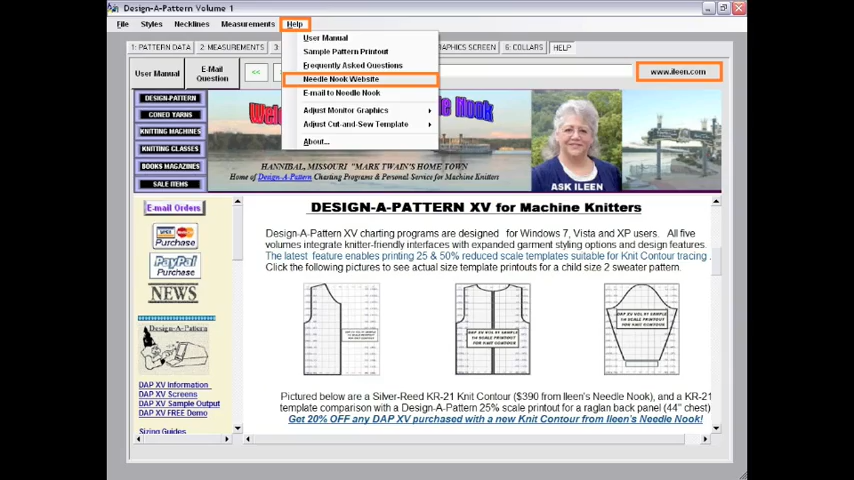 Design-A-Pattern Volume 1
File Styles Necklines Measurements Help
User Manual
Sample Pattern Printout
Frequently Asked Questions
Needle Nook Website
E-mail to Needle Nook
Adjust Monitor Graphics
Adjust Cut-and-Sew Template
About...
1: PATTERN DATA 2: MEASUREMENTS 3 GRAPHICS SCREEN 6: COLLARS HELP
User Manual
E-Mail
Question
<<
www.ileen.com
DESIGN-PATTERN
CONED YARNS
KNITTING MACHINES
KNITTING CLASSES
BOOKS MAGAZINES
SALE ITEMS
HANNIBAL, MISSOURI "MARK TWAIN'S HOME TOWN
Home of Design-A-Pattern Charting Programs & Personal Service for Machine Knitters
ASK ILEEN
E-mail Orders
VISA
Purchase
PayPal
Purchase
NEWS
Design-A-Pattern
DAP XV Information
DAP XV Screens
DAP XV Sample Output
DAP XV FREE Demo
Sizing Guides
DESIGN-A-PATTERN XV for Machine Knitters
Design-A-Pattern XV charting programs are designed for Windows 7, Vista and XP users. All five
volumes integrate knitter-friendly interfaces with expanded garment styling options and design features.
The latest feature enables printing 25 & 50% reduced scale templates suitable for Knit Contour tracing .
Click the following pictures to see actual size template printouts for a child size 2 sweater pattern.
Pictured below are a Silver-Reed KR-21 Knit Contour ($390 from Ileen's Needle Nook), and a KR-21
template comparison with a Design-A-Pattern 25% scale printout for a raglan back panel (44" chest)
Get 20% OFF any DAP XV purchased with a new Knit Contour from Ileen's Needle Nook!